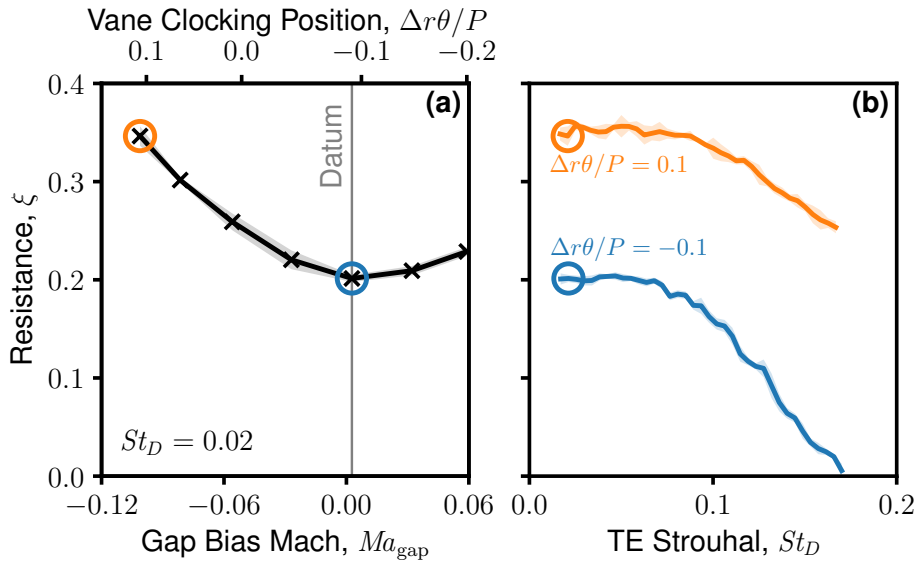 Vane Clocking Position, Δrθ/P
0.1 0.0 −0.1 −0.2
(a) (b)
Datum
Δrθ/P = 0.1
Δrθ/P = −0.1
Resistance, ξ
0.4
0.3
0.2
0.1
0.0
St_D = 0.02
−0.12 −0.06 0.00 0.06
0.0 0.1 0.2
Gap Bias Mach, Ma_gap
TE Strouhal, St_D